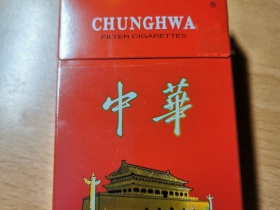 CHUNGHWA
FILTER CIGARETTES
中華